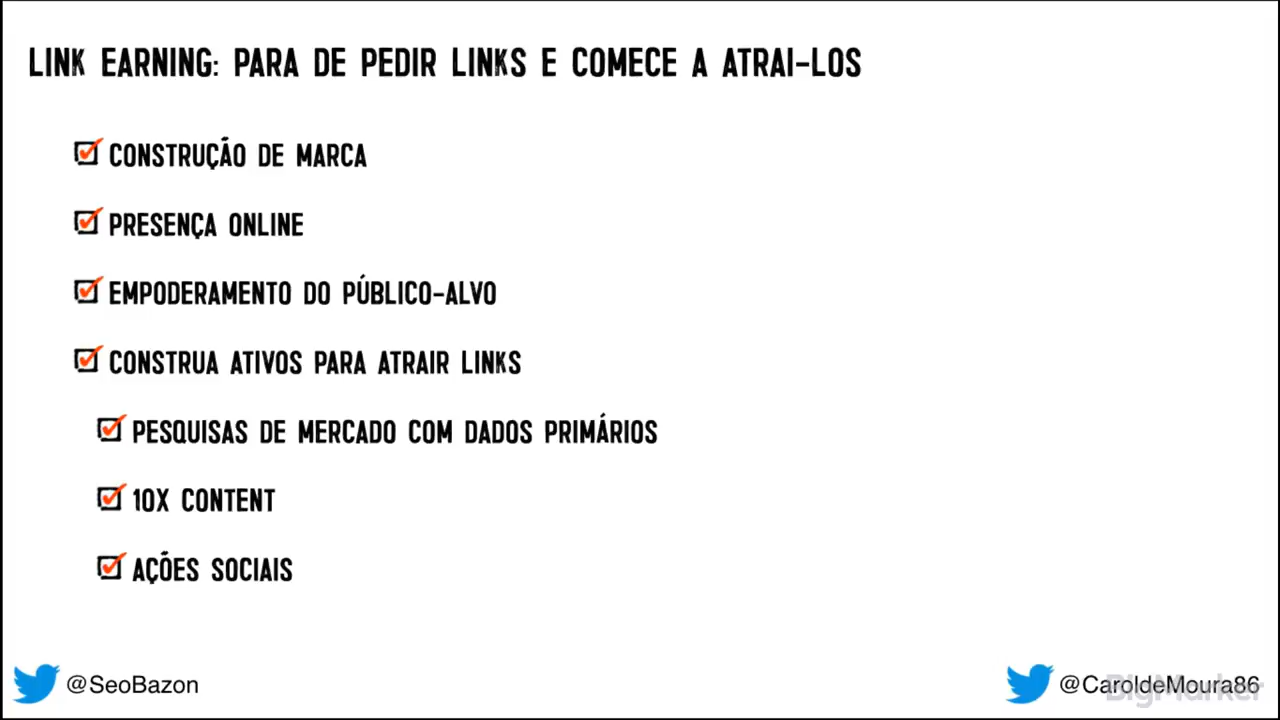 LINK EARNING: PARA DE PEDIR LINKS E COMECE A ATRAI-LOS
CONSTRUÇÃO DE MARCA
PRESENÇA ONLINE
EMPODERAMENTO DO PÚBLICO-ALVO
CONSTRUA ATIVOS PARA ATRAIR LINKS
PESQUISAS DE MERCADO COM DADOS PRIMÁRIOS
10X CONTENT
AÇÕES SOCIAIS
@SeoBazon
@CaroldeMoura86
BigMarker